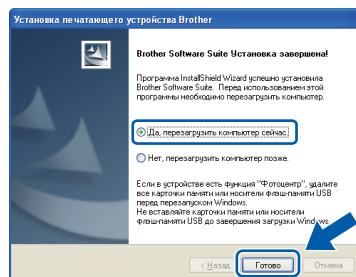 Установка печатающего устройства Brother
Brother Software Suite Установка завершена!
Программа InstallShield Wizard успешно установила
Brother Software Suite. Перед использованием этой
программы необходимо перезагрузить компьютер.
Да, перезагрузить компьютер сейчас.
Нет, перезагрузить компьютер позже.
Если в устройстве есть функция "Фотоцентр", удалите
все карточки памяти или носители флэш-памяти USB
перед перезапуском Windows.
Не вставляйте карточки памяти или носители
флэш-памяти USB до завершения загрузки Windows.
< Назад Готово Отмена